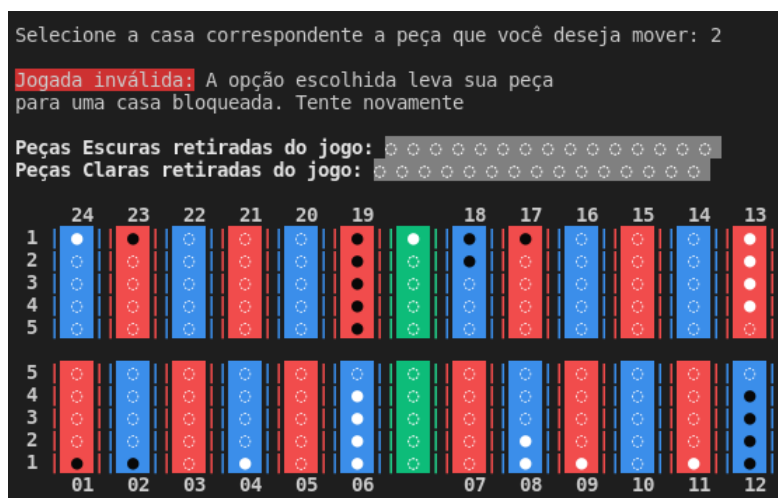 Selecione a casa correspondente a peça que você deseja mover: 2
Jogada inválida: A opção escolhida leva sua peça
para uma casa bloqueada. Tente novamente
Peças Escuras retiradas do jogo:
Peças Claras retiradas do jogo:
24 23 22 21 20 19 18 17 16 15 14 13
1
2
3
4
5
5
4
3
2
1
01 02 03 04 05 06 07 08 09 10 11 12